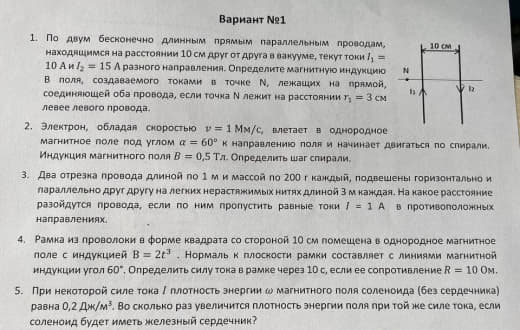 Вариант №1
1. По двум бесконечно длинным прямым параллельным проводам,
находящимся на расстоянии 10 см друг от друга в вакууме, текут токи I₁ =
10 А и I₂ = 15 А разного направления. Определите магнитную индукцию
B поля, создаваемого токами в точке N, лежащих на прямой,
соединяющей оба провода, если точка N лежит на расстоянии r₁ = 3 см
левее левого провода.
10 см
N
I₁
I₂
2. Электрон, обладая скоростью υ = 1 Мм/с, влетает в однородное
магнитное поле под углом α = 60° к направлению поля и начинает двигаться по спирали.
Индукция магнитного поля B = 0,5 Тл. Определить шаг спирали.
3. Два отрезка провода длиной по 1 м и массой по 200 г каждый, подвешены горизонтально и
параллельно друг другу на легких нерастяжимых нитях длиной 3 м каждая. На какое расстояние
разойдутся провода, если по ним пропустить равные токи I = 1 А в противоположных
направлениях.
4. Рамка из проволоки в форме квадрата со стороной 10 см помещена в однородное магнитное
поле с индукцией B = 2t³ . Нормаль к плоскости рамки составляет с линиями магнитной
индукции угол 60°. Определить силу тока в рамке через 10 с, если ее сопротивление R = 10 Ом.
5. При некоторой силе тока I плотность энергии ω магнитного поля соленоида (без сердечника)
равна 0,2 Дж/м³. Во сколько раз увеличится плотность энергии поля при той же силе тока, если
соленоид будет иметь железный сердечник?